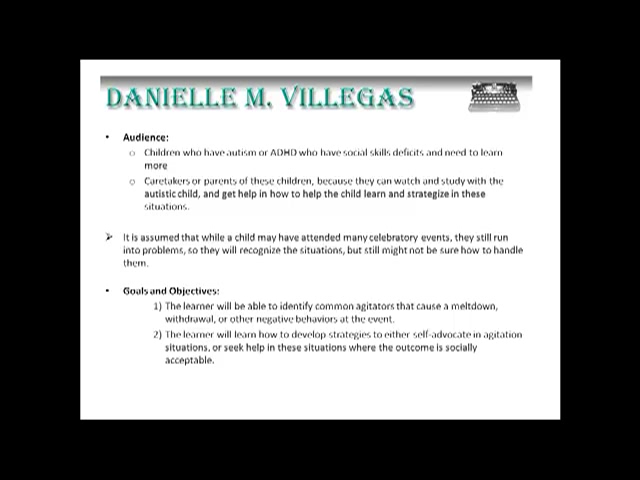 DANIELLE M. VILLEGAS
• Audience:
o Children who have autism or ADHD who have social skills deficits and need to learn
more
o Caretakers or parents of these children, because they can watch and study with the
autistic child, and get help in how to help the child learn and strategize in these
situations.
➢ It is assumed that while a child may have attended many celebratory events, they still run
into problems, so they will recognize the situations, but still might not be sure how to handle
them.
• Goals and Objectives:
1) The learner will be able to identify common agitators that cause a meltdown,
withdrawal, or other negative behaviors at the event.
2) The learner will learn how to develop strategies to either self-advocate in agitation
situations, or seek help in these situations where the outcome is socially
acceptable.